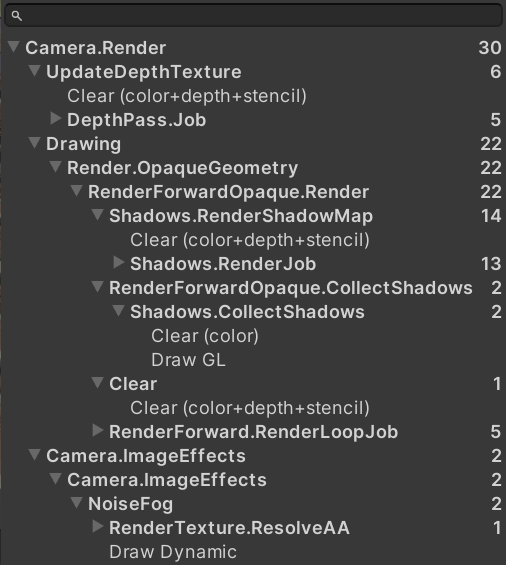 Camera.Render 30
UpdateDepthTexture 6
Clear (color+depth+stencil)
DepthPass.Job 5
Drawing 22
Render.OpaqueGeometry 22
RenderForwardOpaque.Render 22
Shadows.RenderShadowMap 14
Clear (color+depth+stencil)
Shadows.RenderJob 13
RenderForwardOpaque.CollectShadows 2
Shadows.CollectShadows 2
Clear (color)
Draw GL
Clear 1
Clear (color+depth+stencil)
RenderForward.RenderLoopJob 5
Camera.ImageEffects 2
Camera.ImageEffects 2
NoiseFog 2
RenderTexture.ResolveAA 1
Draw Dynamic